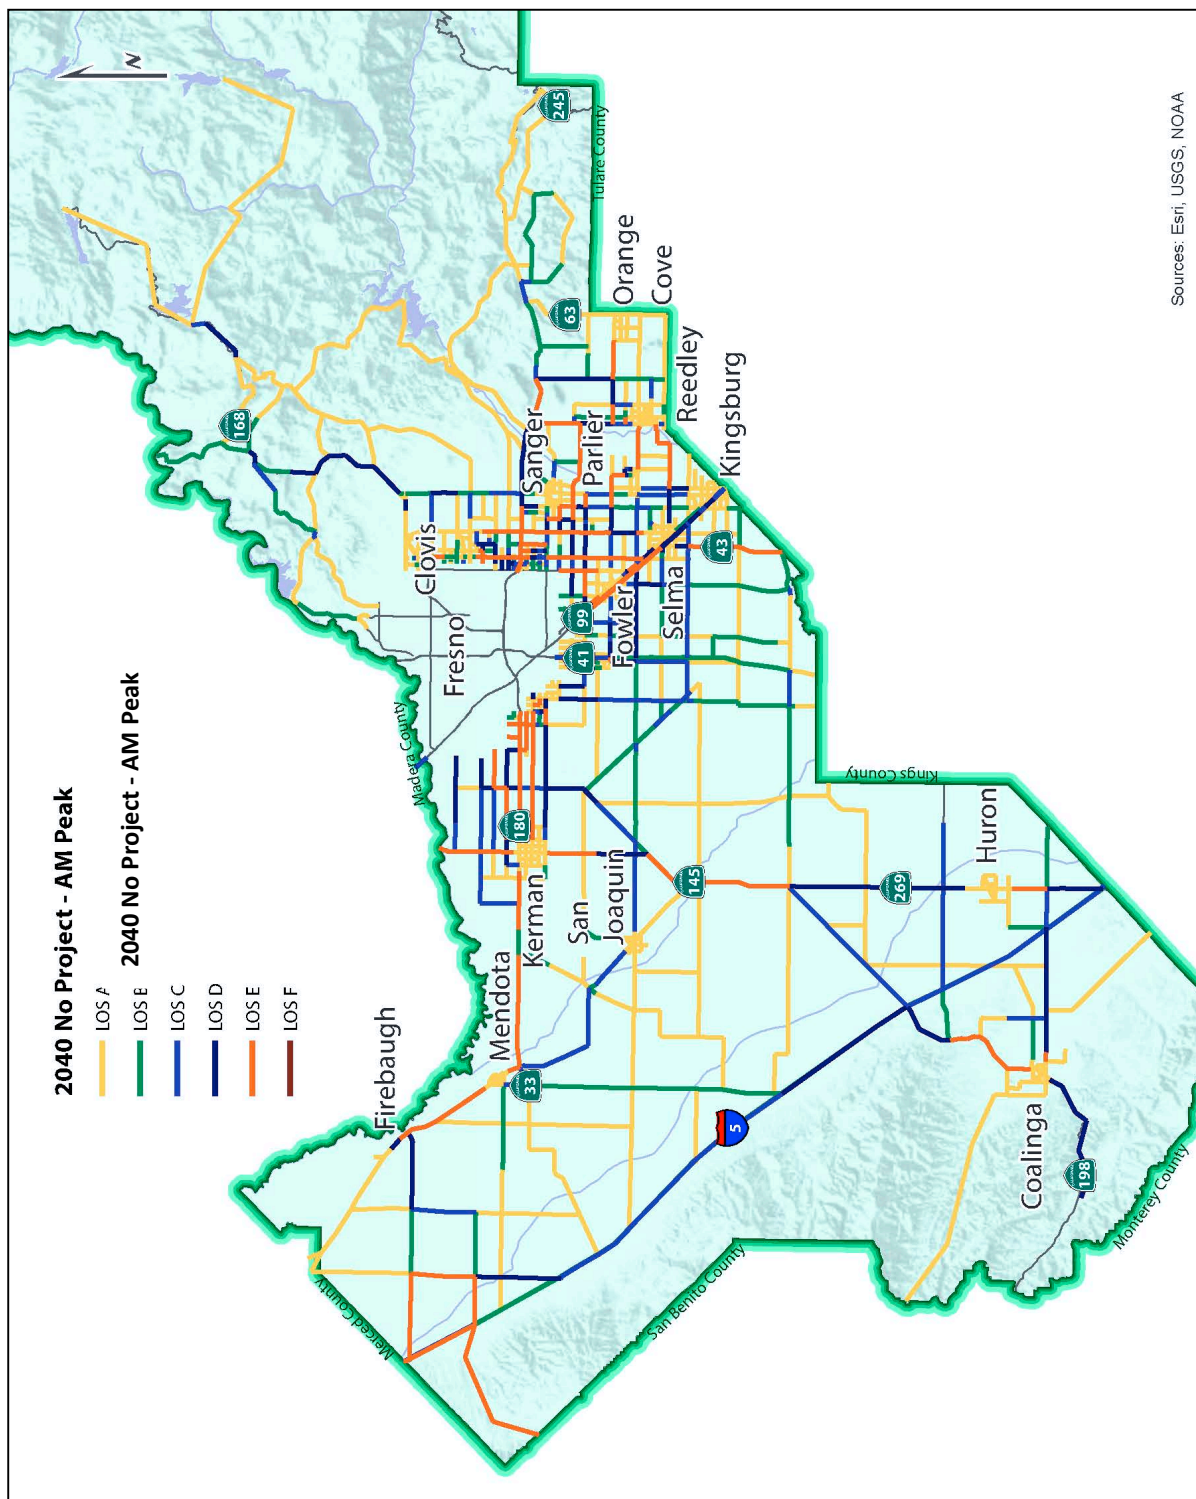 2040 No Project - AM Peak
2040 No Project - AM Peak
LOS A
LOS B
LOS C
LOS D
LOS E
LOS F
N
Madera County
Merced County
San Benito County
Monterey County
Kings County
Tulare County
Firebaugh
Mendota
Kerman
San
Joaquin
Fresno
Clovis
Sanger
Parlier
Fowler
Selma
Kingsburg
Reedley
Orange
Cove
Huron
Coalinga
168
245
63
180
41
99
43
145
33
5
269
198
Sources: Esri, USGS, NOAA